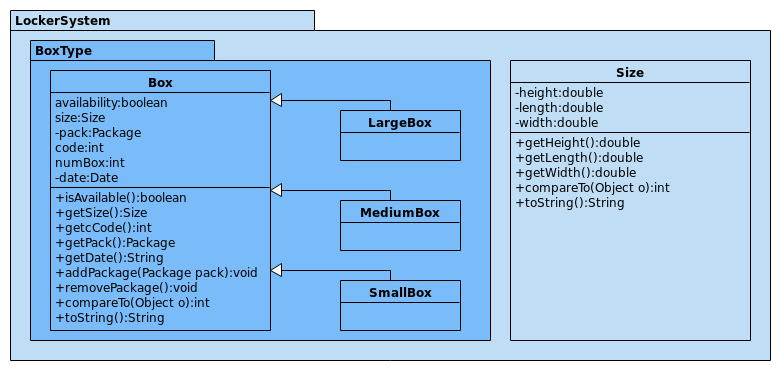 LockerSystem
BoxType
Box
availability:boolean
size:Size
-pack:Package
code:int
numBox:int
-date:Date
+isAvailable():boolean
+getSize():Size
+getcCode():int
+getPack():Package
+getDate():String
+addPackage(Package pack):void
+removePackage():void
+compareTo(Object o):int
+toString():String
LargeBox
MediumBox
SmallBox
Size
-height:double
-length:double
-width:double
+getHeight():double
+getLength():double
+getWidth():double
+compareTo(Object o):int
+toString():String